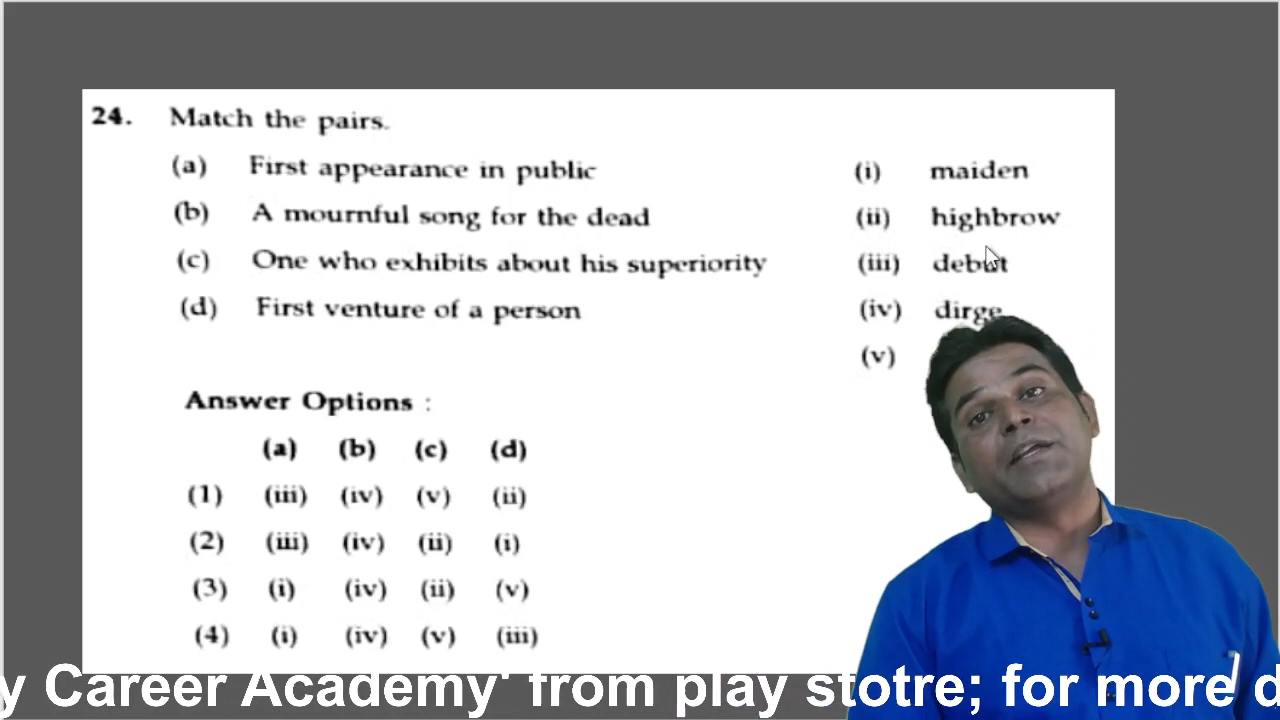 24. Match the pairs.
(a) First appearance in public (i) maiden
(b) A mournful song for the dead (ii) highbrow
(c) One who exhibits about his superiority (iii) debut
(d) First venture of a person (iv) dirge
(v)
Answer Options :
(a) (b) (c) (d)
(1) (iii) (iv) (v) (ii)
(2) (iii) (iv) (ii) (i)
(3) (i) (iv) (ii) (v)
(4) (i) (iv) (v) (iii)
y Career Academy' from play stotre; for more d